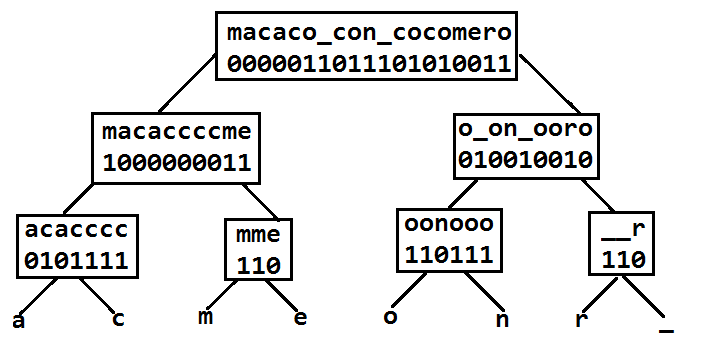 macaco_con_cocomero
0000011011101010011
macaccccme
1000000011
o_on_ooro
010010010
acacccc
0101111
mme
110
oonooo
110111
__r
110
a c m e o n r _